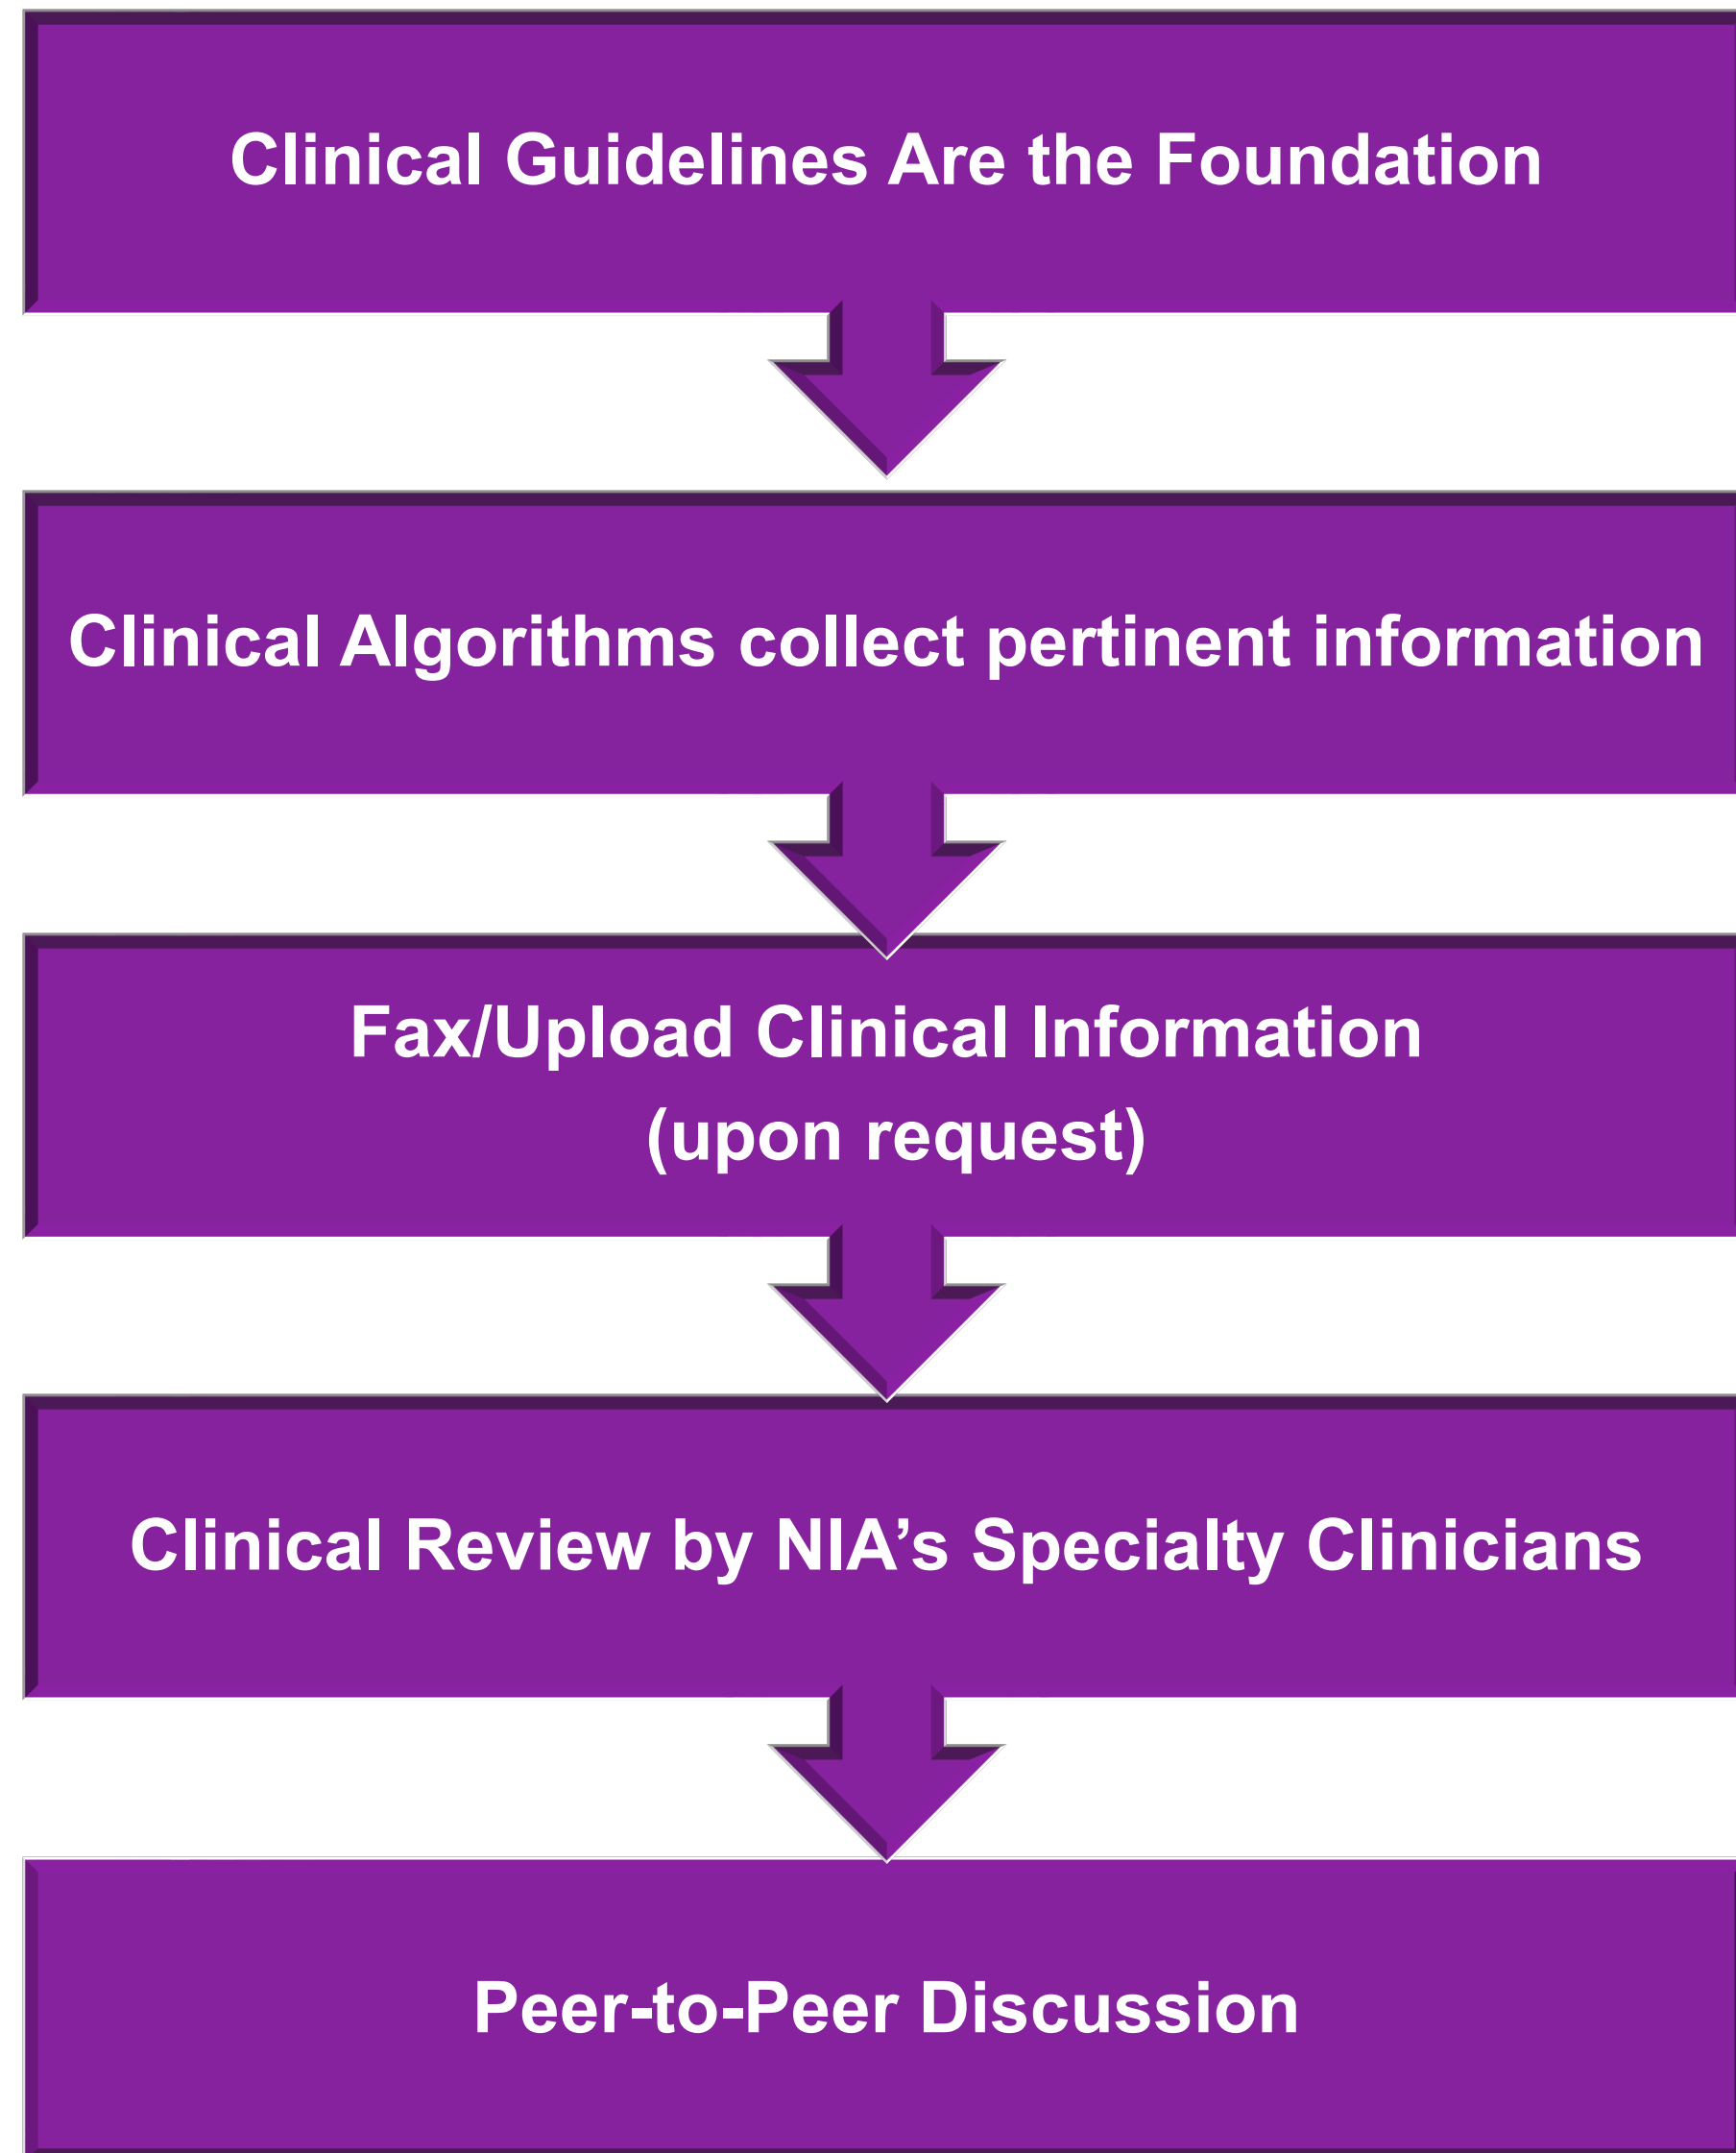 Clinical Guidelines Are the Foundation
Clinical Algorithms collect pertinent information
Fax/Upload Clinical Information
(upon request)
Clinical Review by NIA’s Specialty Clinicians
Peer-to-Peer Discussion